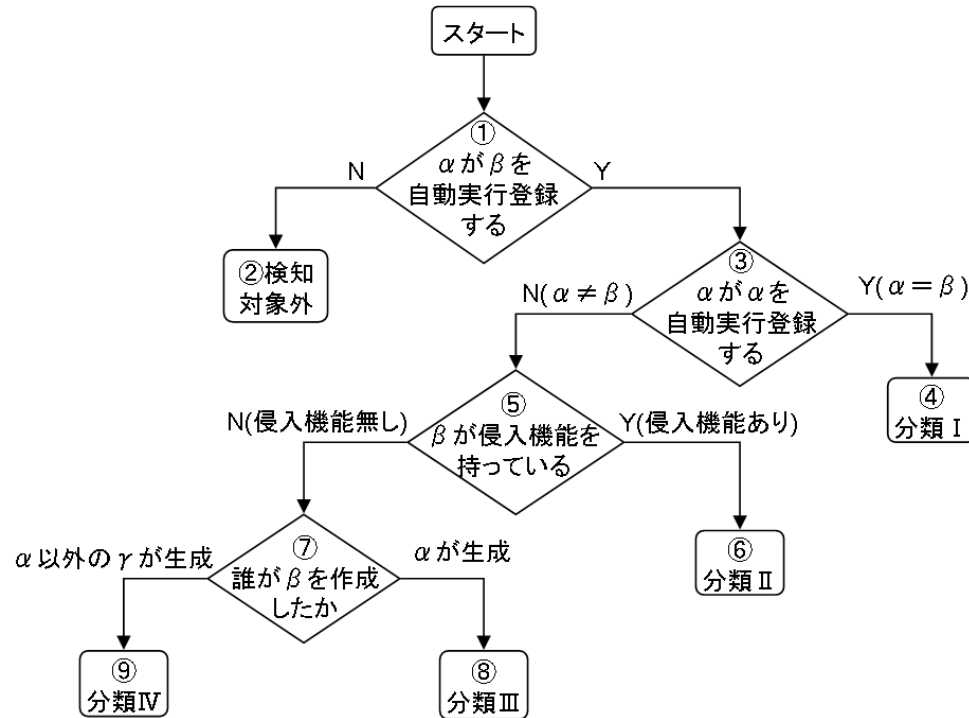 スタート
①
αがβを
自動実行登録
する
N
Y
②検知
対象外
③
αがαを
自動実行登録
する
N(α≠β)
Y(α=β)
④
分類Ⅰ
⑤
βが侵入機能を
持っている
N(侵入機能無し)
Y(侵入機能あり)
⑥
分類Ⅱ
⑦
誰がβを作成
したか
α以外のγが生成
αが生成
⑨
分類Ⅳ
⑧
分類Ⅲ